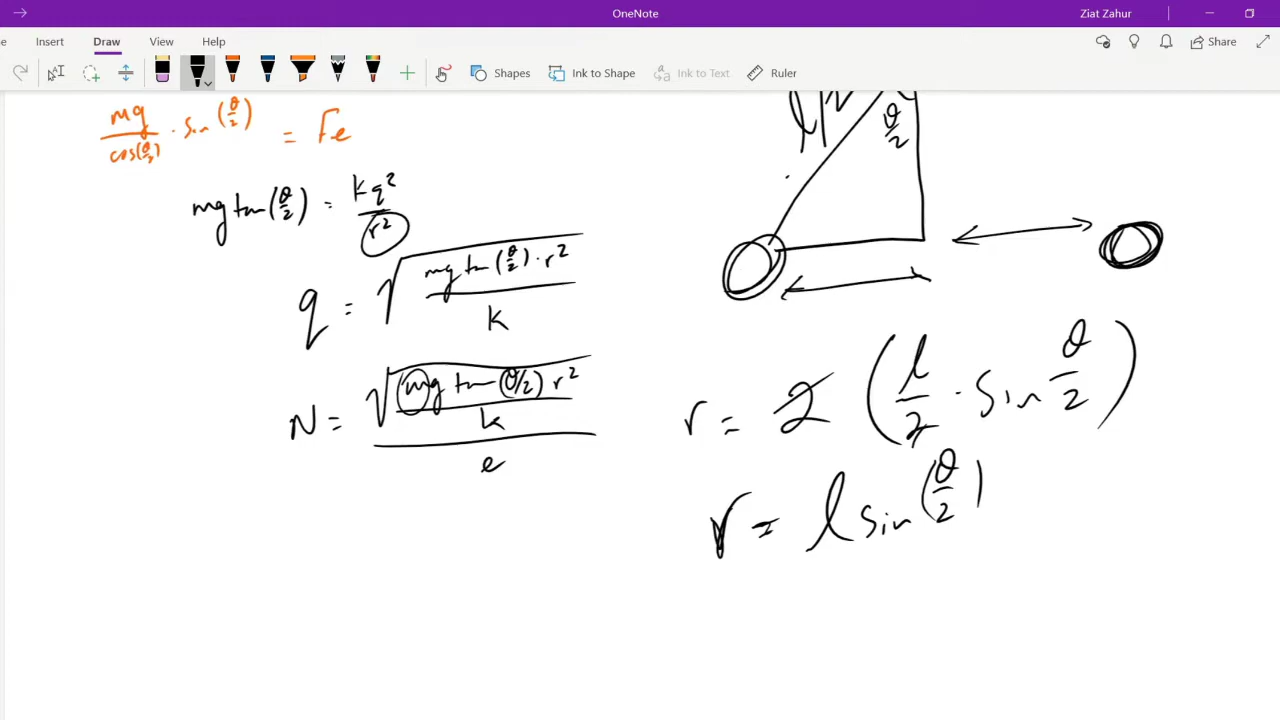 OneNote
Ziat Zahur
Insert Draw View Help
Share
Shapes Ink to Shape Ink to Text Ruler
mg/cos(θ/2) · sin(θ/2) = Fe
mg tan(θ/2) = kq²/r²
q = √(mg tan(θ/2) · r²/k)
N = √(mg tan(θ/2) r²/k)/e
l/2
θ/2
r = 2 (l/2 · sin θ/2)
r = l sin(θ/2)